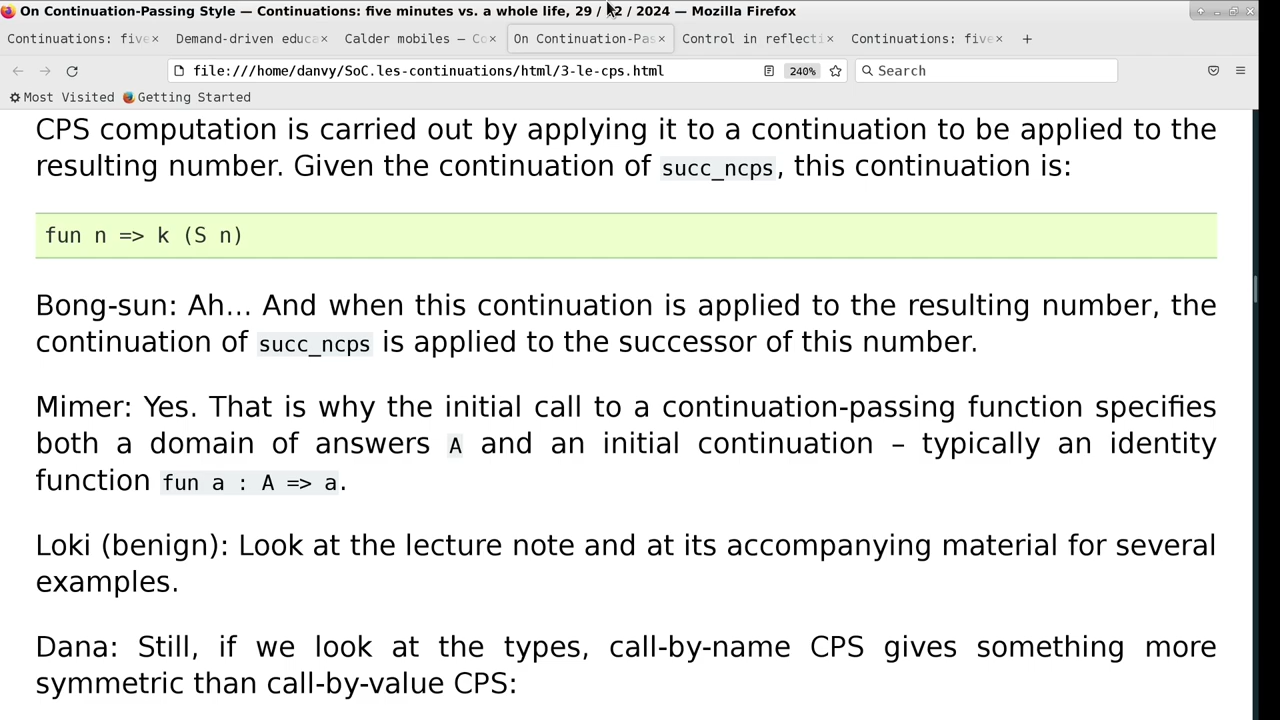 On Continuation-Passing Style — Continuations: five minutes vs. a whole life, 29 / 2 / 2024 — Mozilla Firefox
Continuations: five Demand-driven educa Calder mobiles — Co On Continuation-Pas Control in reflecti Continuations: five
file:///home/danvy/SoC.les-continuations/html/3-le-cps.html 240% Search
Most Visited Getting Started
CPS computation is carried out by applying it to a continuation to be applied to the
resulting number. Given the continuation of succ_ncps, this continuation is:
fun n => k (S n)
Bong-sun: Ah... And when this continuation is applied to the resulting number, the
continuation of succ_ncps is applied to the successor of this number.
Mimer: Yes. That is why the initial call to a continuation-passing function specifies
both a domain of answers A and an initial continuation – typically an identity
function fun a : A => a.
Loki (benign): Look at the lecture note and at its accompanying material for several
examples.
Dana: Still, if we look at the types, call-by-name CPS gives something more
symmetric than call-by-value CPS: